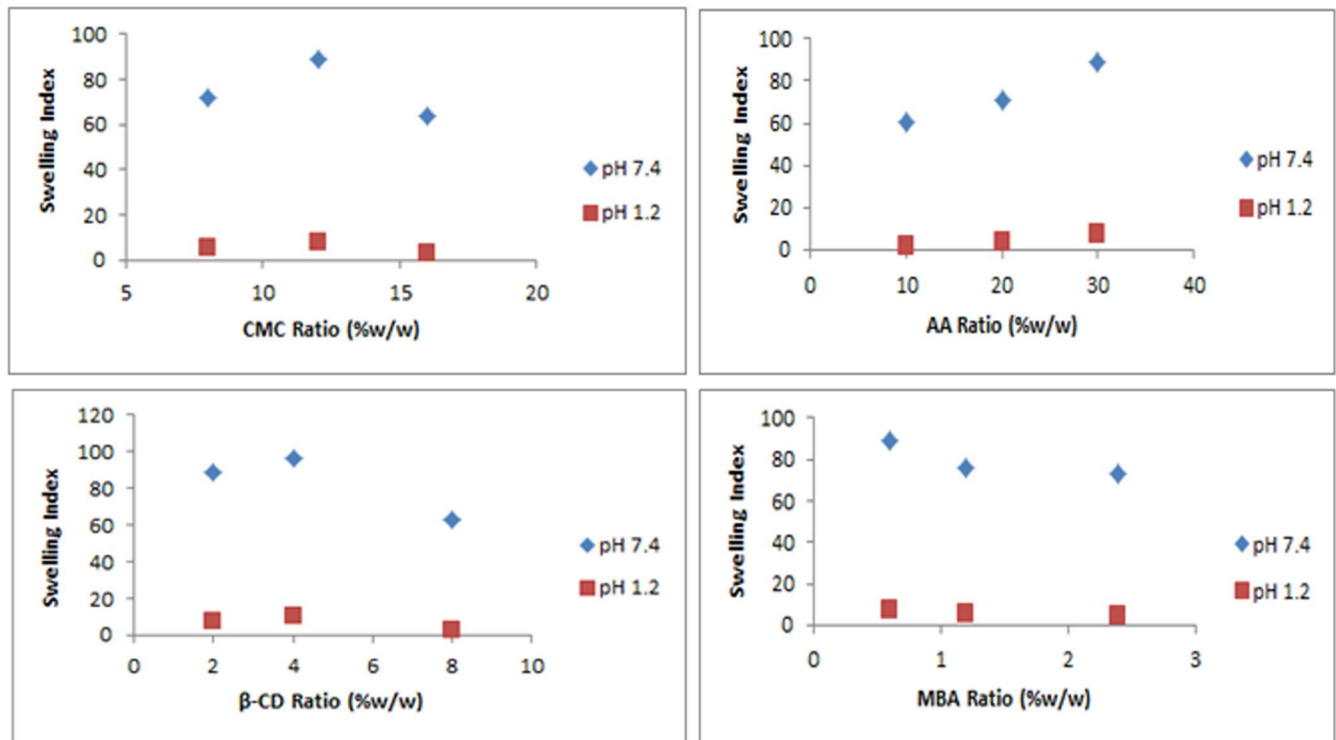 100
80
60
40
20
0
Swelling Index
5 10 15 20
CMC Ratio (%w/w)
pH 7.4
pH 1.2
100
80
60
40
20
0
Swelling Index
0 10 20 30 40
AA Ratio (%w/w)
pH 7.4
pH 1.2
120
100
80
60
40
20
0
Swelling Index
0 2 4 6 8 10
β-CD Ratio (%w/w)
pH 7.4
pH 1.2
100
80
60
40
20
0
Swelling Index
0 1 2 3
MBA Ratio (%w/w)
pH 7.4
pH 1.2